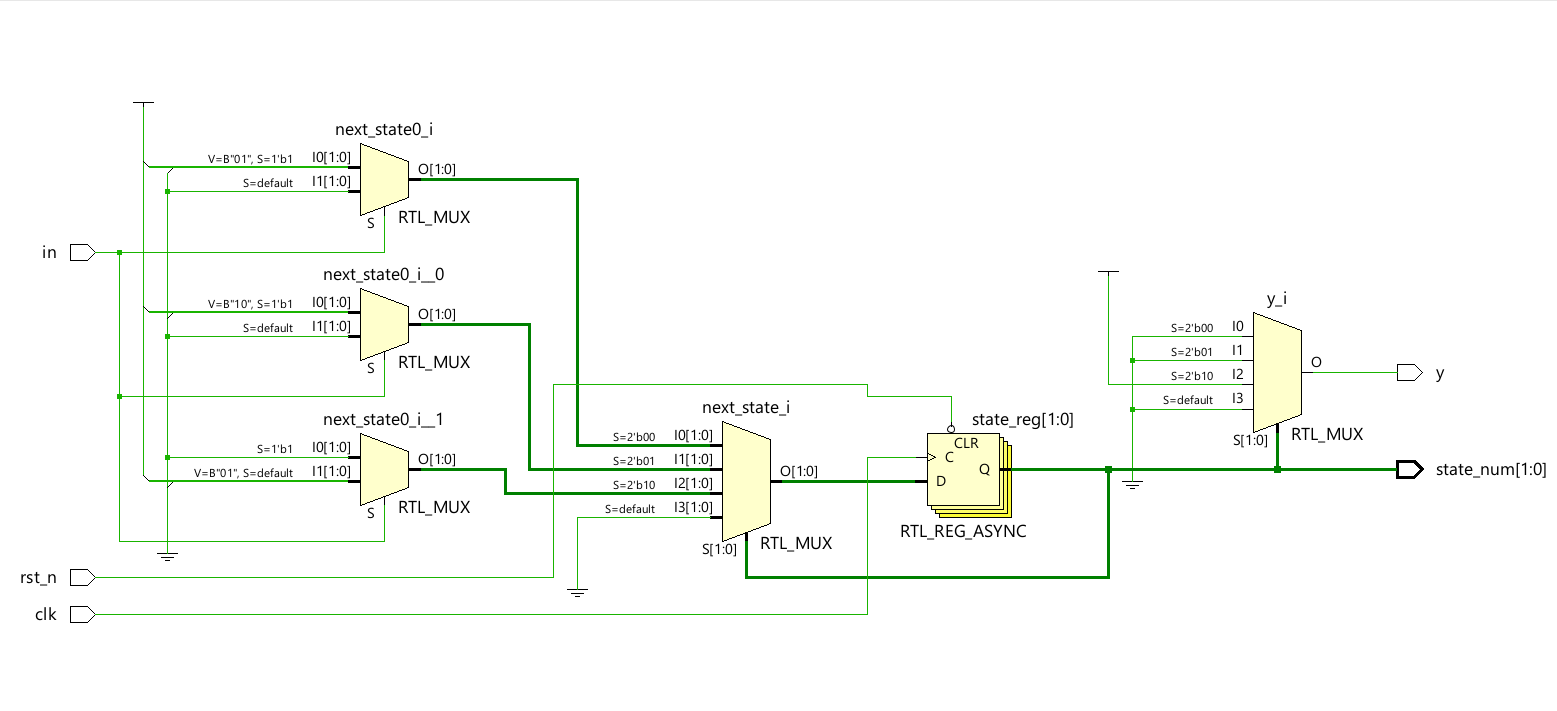 next_state0_i
V=B"01", S=1'b1 I0[1:0]
S=default I1[1:0]
O[1:0]
S
RTL_MUX
in
next_state0_i__0
V=B"10", S=1'b1 I0[1:0]
S=default I1[1:0]
O[1:0]
S
RTL_MUX
next_state0_i__1
S=1'b1 I0[1:0]
V=B"01", S=default I1[1:0]
O[1:0]
S
RTL_MUX
rst_n
clk
next_state_i
S=2'b00 I0[1:0]
S=2'b01 I1[1:0]
S=2'b10 I2[1:0]
S=default I3[1:0]
O[1:0]
S[1:0]
RTL_MUX
state_reg[1:0]
CLR
C
Q
D
RTL_REG_ASYNC
y_i
S=2'b00 I0
S=2'b01 I1
S=2'b10 I2
S=default I3
O
S[1:0]
RTL_MUX
y
state_num[1:0]